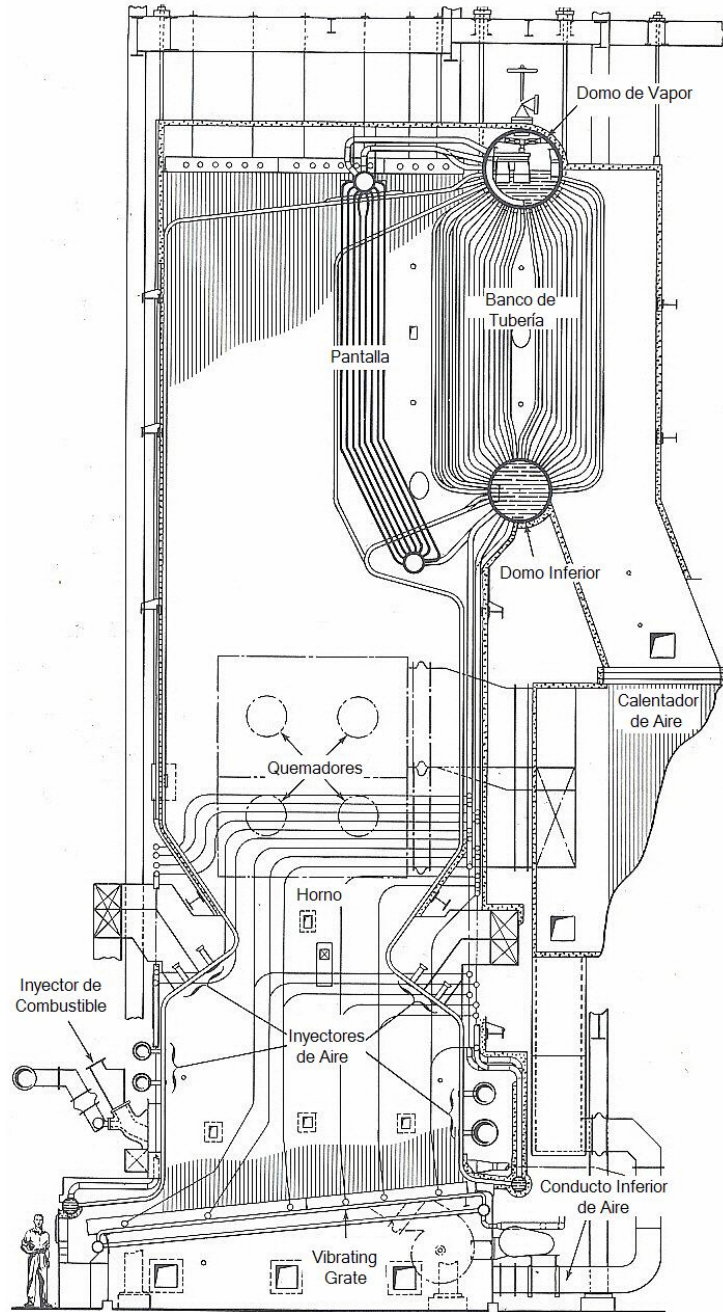 Domo de Vapor
Banco de
Tubería
Pantalla
Domo Inferior
Calentador
de Aire
Quemadores
Horno
Inyector de
Combustible
Inyectores
de Aire
Conducto Inferior
de Aire
Vibrating
Grate